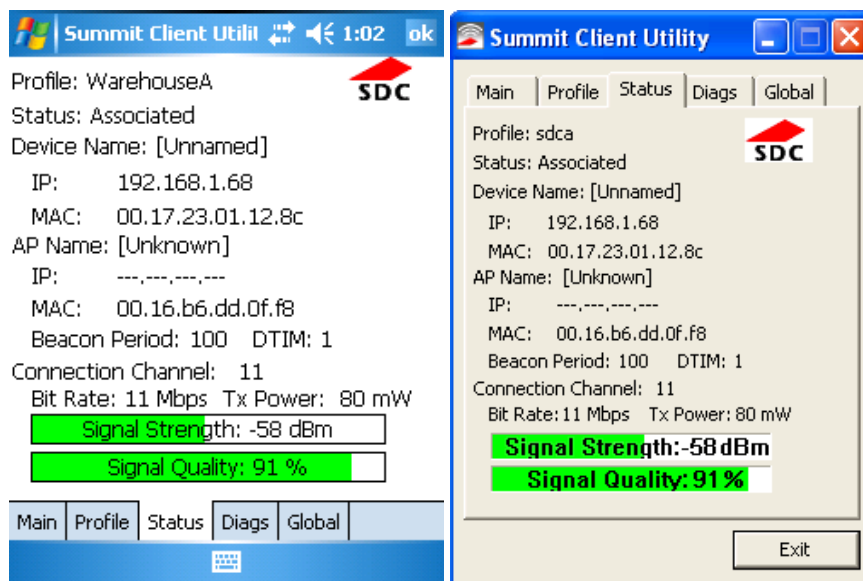 Summit Client Utilit 1:02 ok
Profile: WarehouseA
SDC
Status: Associated
Device Name: [Unnamed]
IP: 192.168.1.68
MAC: 00.17.23.01.12.8c
AP Name: [Unknown]
IP: ---.---.---.---
MAC: 00.16.b6.dd.0f.f8
Beacon Period: 100 DTIM: 1
Connection Channel: 11
Bit Rate: 11 Mbps Tx Power: 80 mW
Signal Strength: -58 dBm
Signal Quality: 91 %
Main Profile Status Diags Global
Summit Client Utility
Main Profile Status Diags Global
Profile: sdca
SDC
Status: Associated
Device Name: [Unnamed]
IP: 192.168.1.68
MAC: 00.17.23.01.12.8c
AP Name: [Unknown]
IP: ---.---.---.---
MAC: 00.16.b6.dd.0f.f8
Beacon Period: 100 DTIM: 1
Connection Channel: 11
Bit Rate: 11 Mbps Tx Power: 80 mW
Signal Strength:-58 dBm
Signal Quality: 91 %
Exit